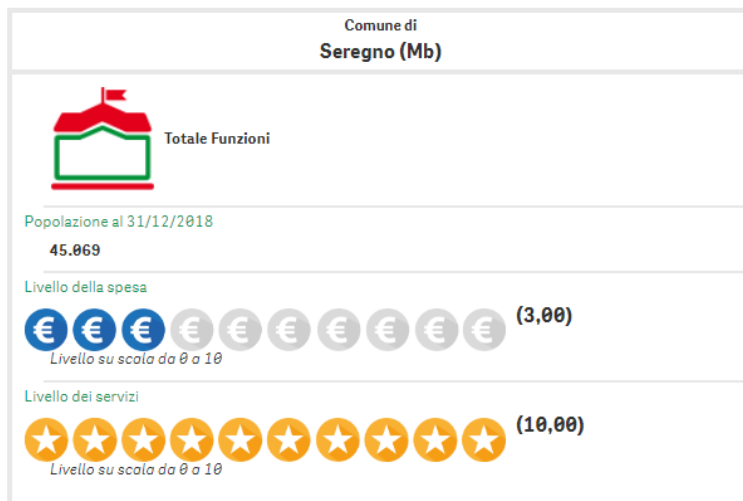 Comune di
Seregno (Mb)
Totale Funzioni
Popolazione al 31/12/2018
45.069
Livello della spesa
€ € € € € € € € € € (3,00)
Livello su scala da 0 a 10
Livello dei servizi
(10,00)
Livello su scala da 0 a 10